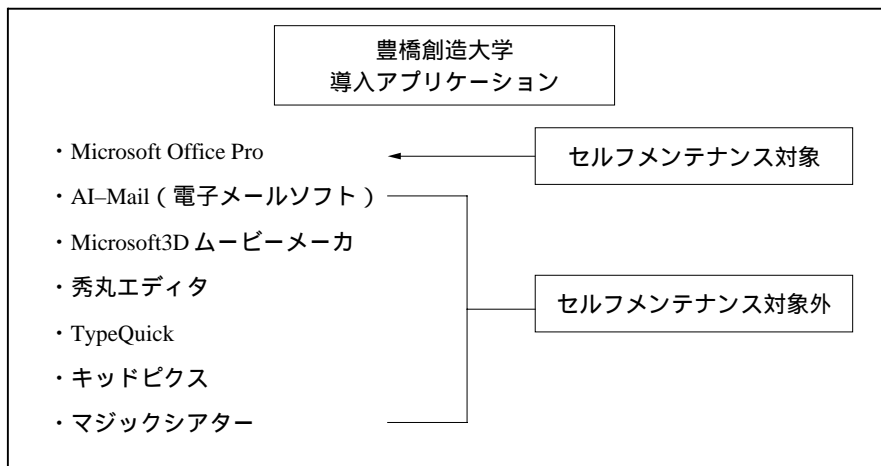 豊橋創造大学
導入アプリケーション
・Microsoft Office Pro
セルフメンテナンス対象
・AI–Mail(電子メールソフト)
・Microsoft3D ムービーメーカ
・秀丸エディタ
セルフメンテナンス対象外
・TypeQuick
・キッドピクス
・マジックシアター